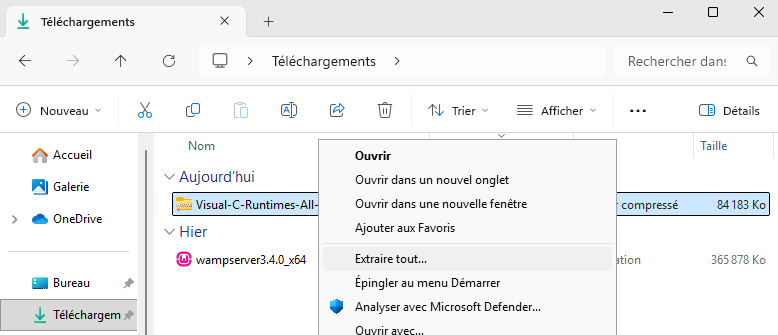 Téléchargements
Téléchargements
Rechercher dans
Nouveau
Trier
Afficher
Détails
Nom
Taille
Accueil
Galerie
OneDrive
Bureau
Téléchargem
Aujourd'hui
Visual-C-Runtimes-All-
r compressé
84 183 Ko
Hier
wampserver3.4.0_x64
ation
365 878 Ko
Ouvrir
Ouvrir dans un nouvel onglet
Ouvrir dans une nouvelle fenêtre
Ajouter aux Favoris
Extraire tout...
Épingler au menu Démarrer
Analyser avec Microsoft Defender...
Ouvrir avec...